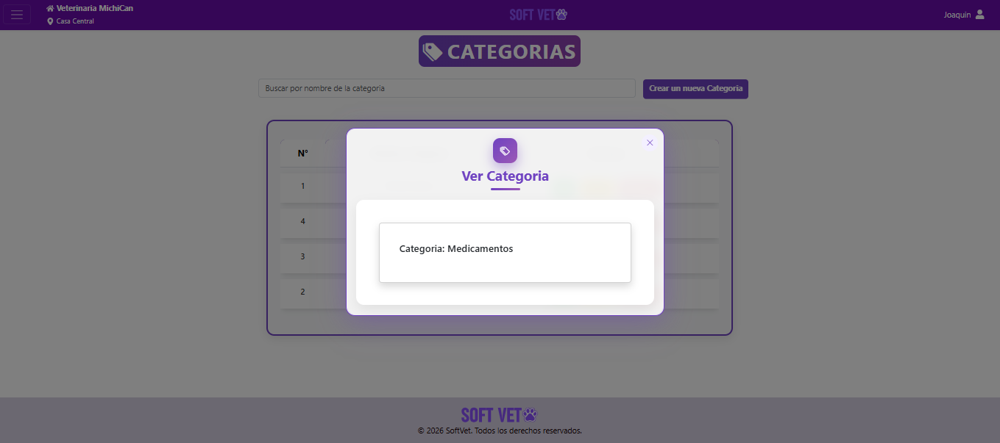 Veterinaria MichiCan
Casa Central
SOFT VET
Joaquin
CATEGORIAS
Buscar por nombre de la categoria
Crear un nueva Categoria
N°
Ver Categoria
Categoria: Medicamentos
1
4
3
2
SOFT VET
© 2026 SoftVet. Todos los derechos reservados.